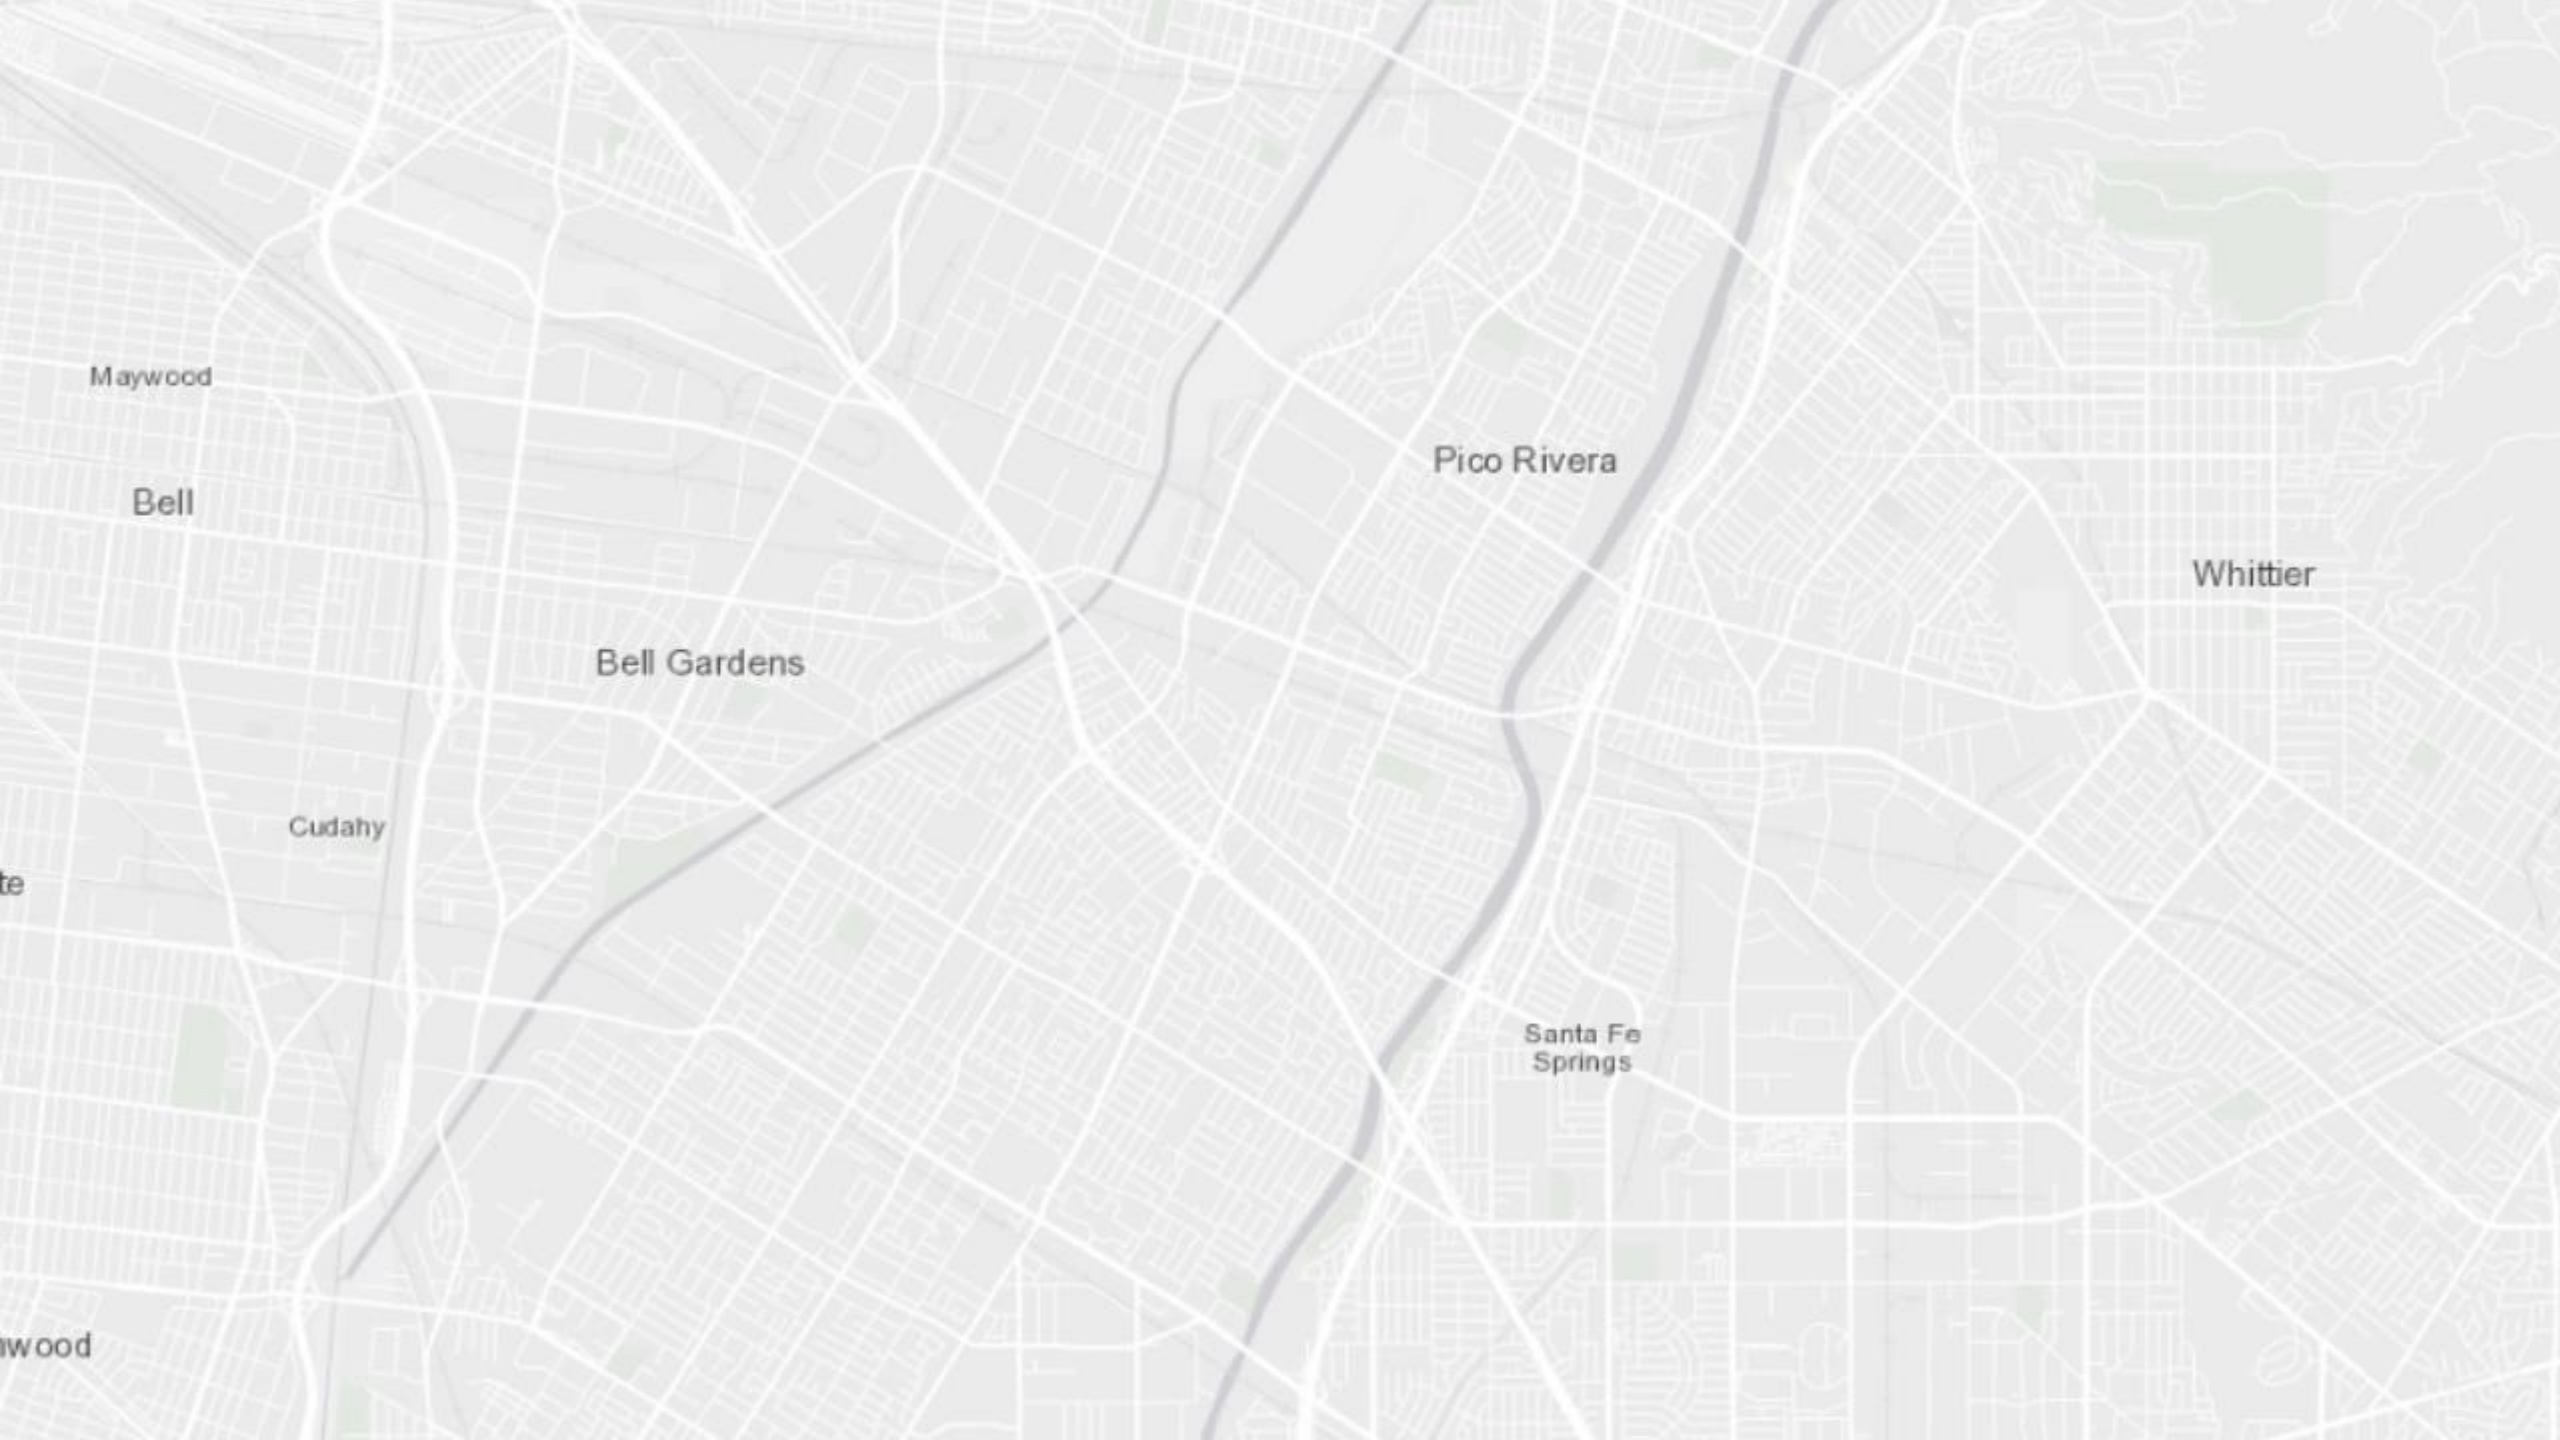 Maywood
Pico Rivera
Bell
Whittier
Bell Gardens
Cudahy
te
Santa Fe
Springs
wood